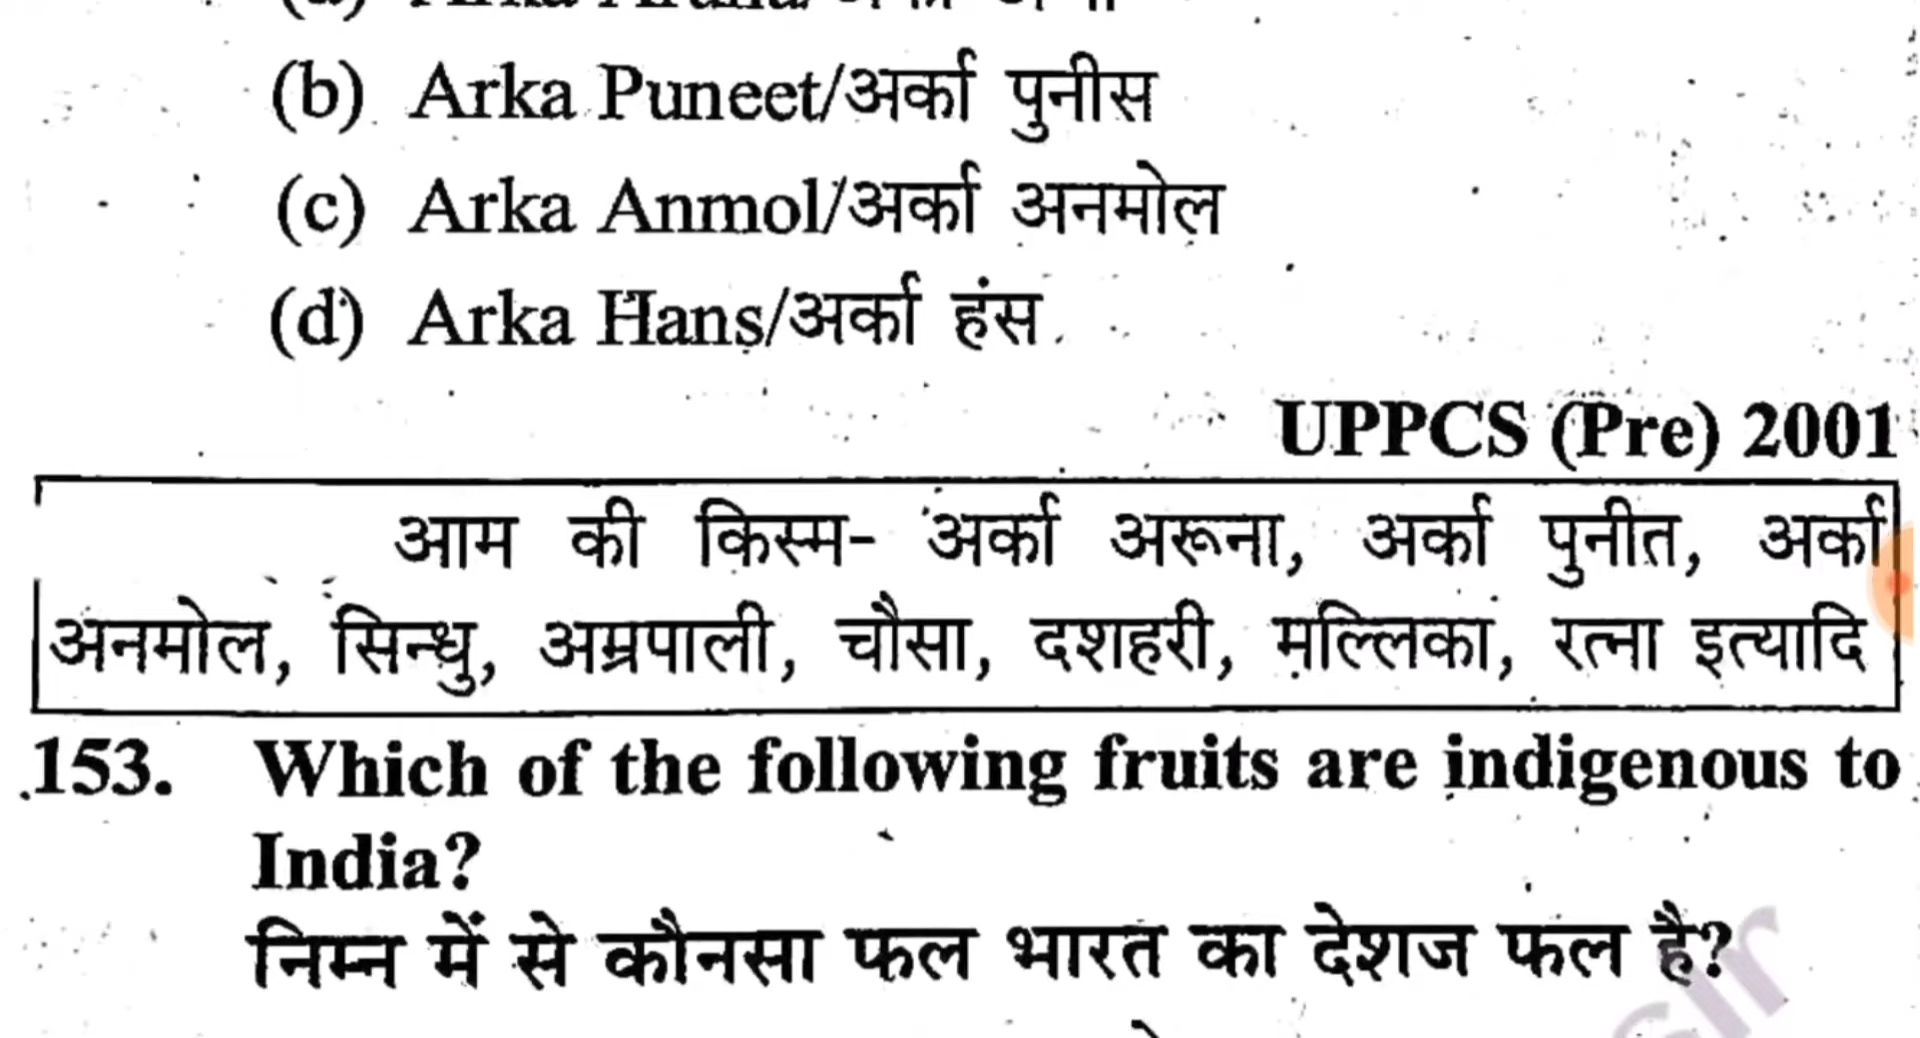 (b) Arka Puneet/अर्का पुनीस
(c) Arka Anmol/अर्का अनमोल
(d) Arka Hans/अर्का हंस
UPPCS (Pre) 2001
आम की किस्म- अर्का अरूना, अर्का पुनीत, अर्का
अनमोल, सिन्धु, अम्रपाली, चौसा, दशहरी, मल्लिका, रत्ना इत्यादि
153. Which of the following fruits are indigenous to
India?
निम्न में से कौनसा फल भारत का देशज फल है?